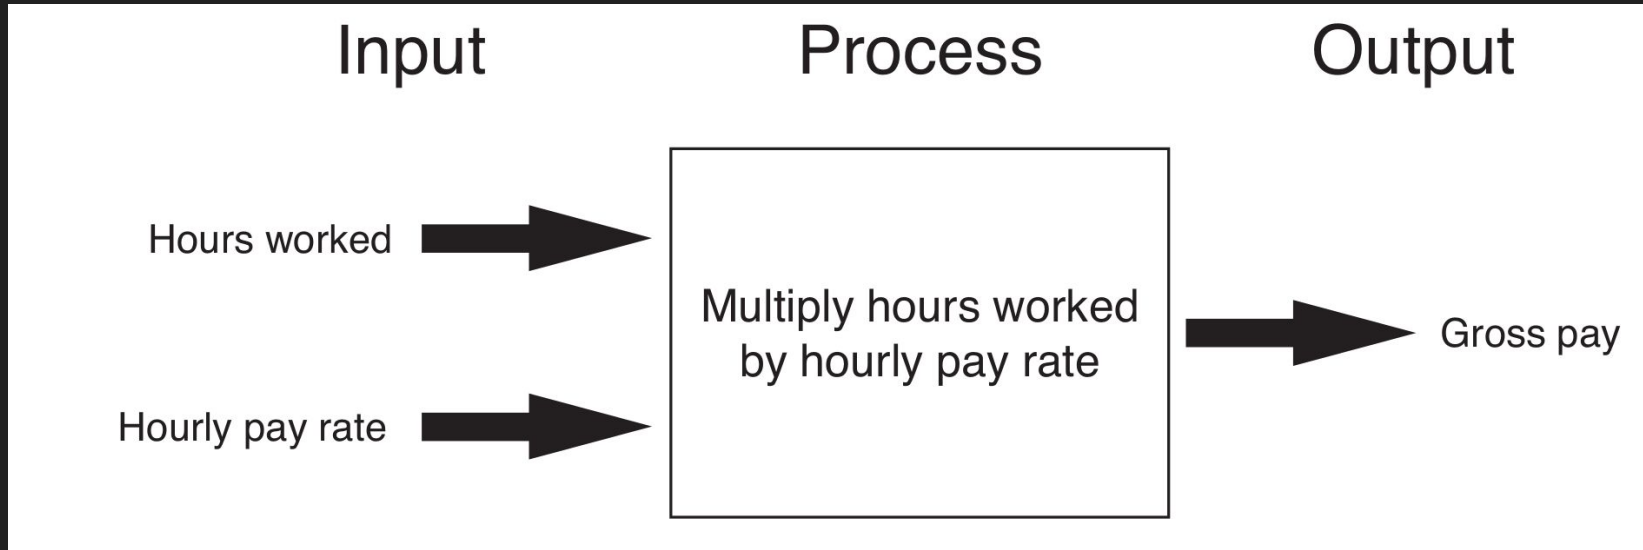 Input
Process
Output
Hours worked
Hourly pay rate
Multiply hours worked
by hourly pay rate
Gross pay